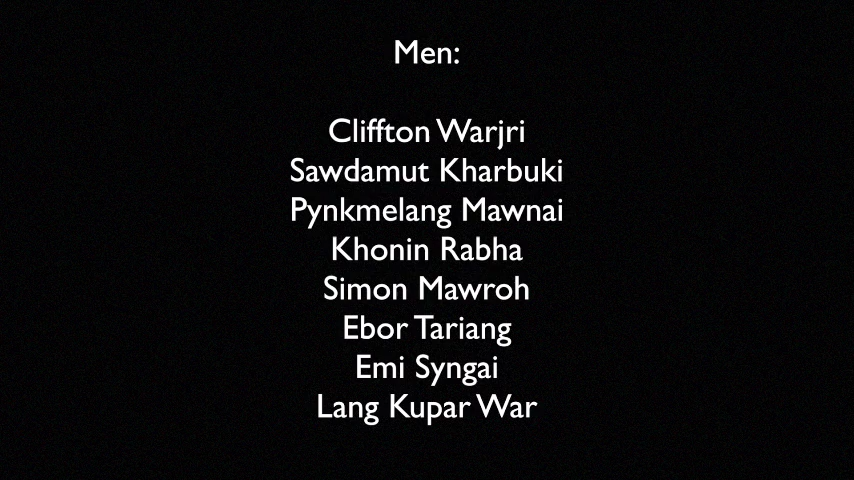 Men:
Cliffton Warjri
Sawdamut Kharbuki
Pynkmelang Mawnai
Khonin Rabha
Simon Mawroh
Ebor Tariang
Emi Syngai
Lang Kupar War